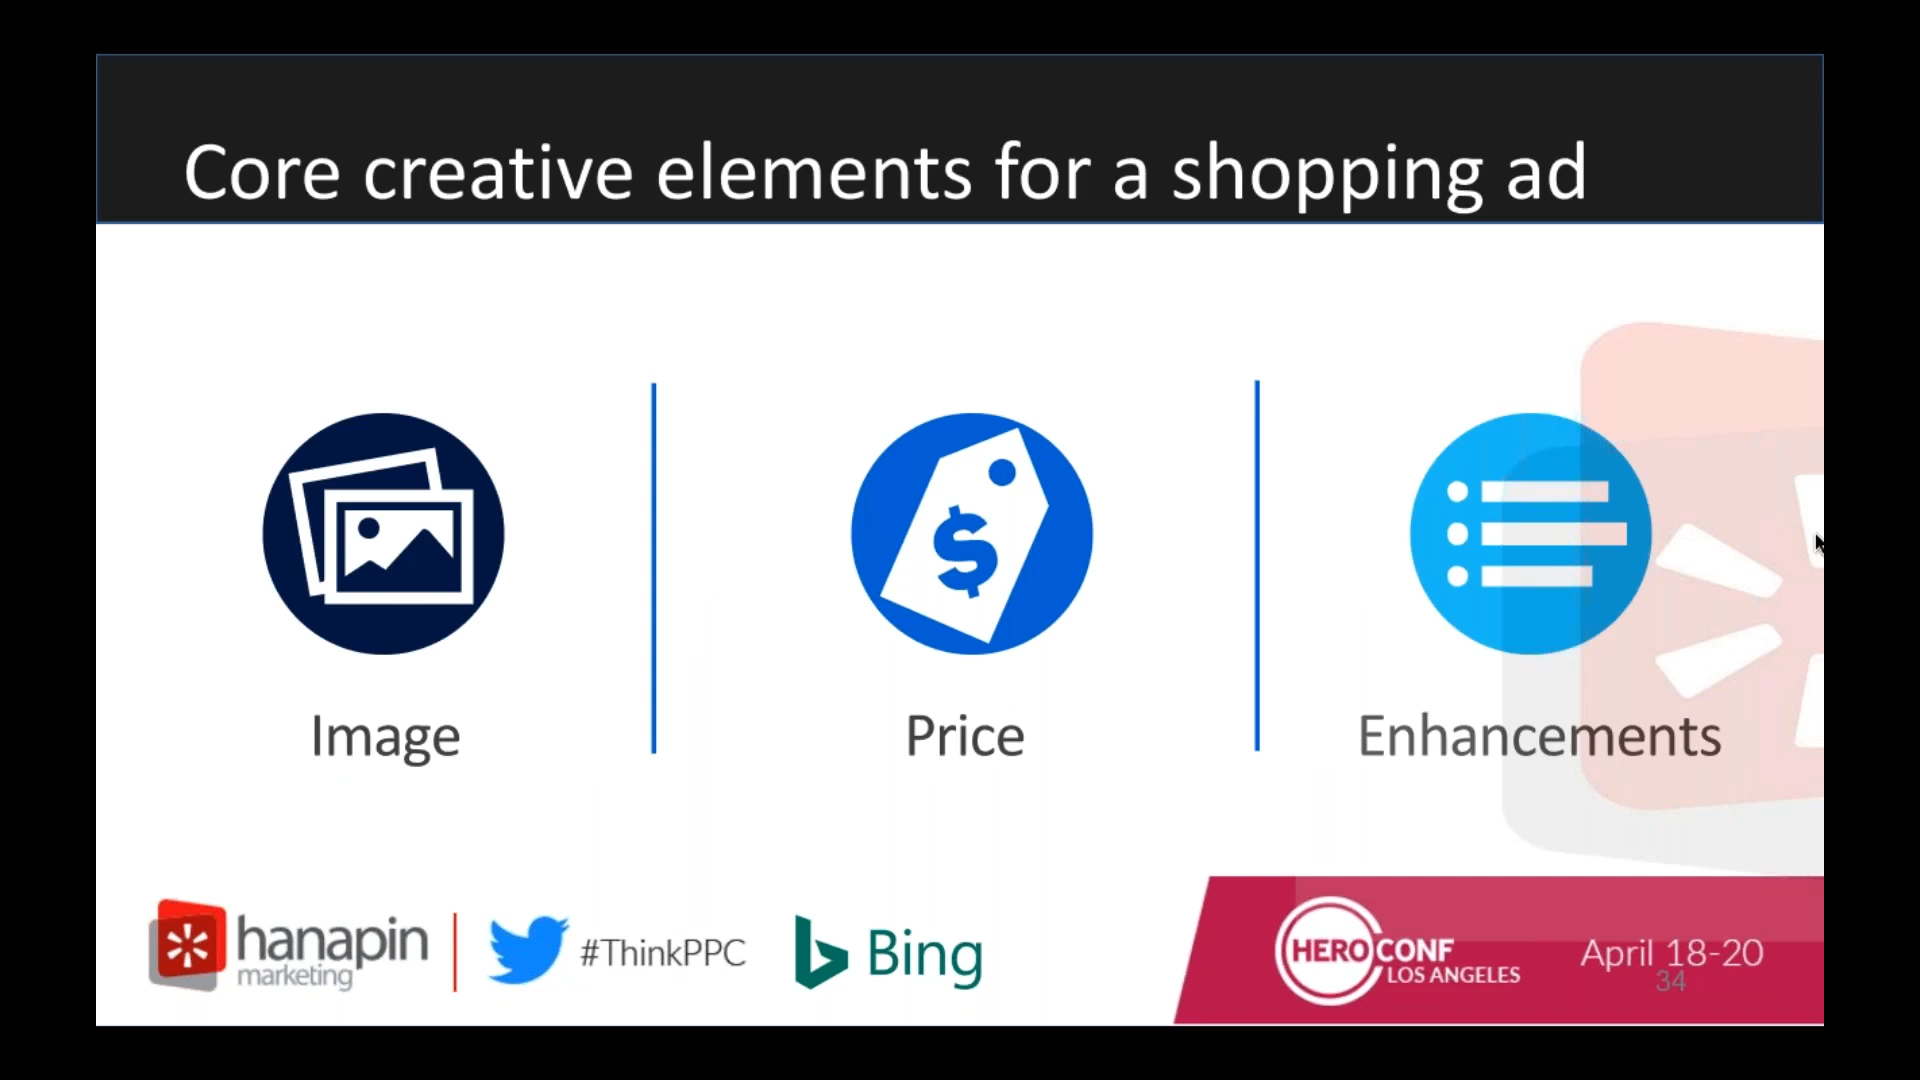 Core creative elements for a shopping ad
$
Image
Price
Enhancements
hanapin
marketing
#ThinkPPC
Bing
HERO CONF
LOS ANGELES
April 18-20
34